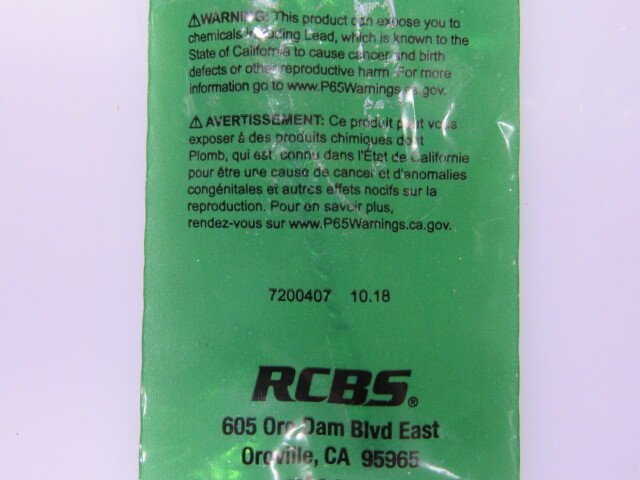 ⚠WARNING: This product can expose you to
chemicals including Lead, which is known to the
State of California to cause cancer and birth
defects or other reproductive harm. For more
information go to www.P65Warnings.ca.gov.
⚠ AVERTISSEMENT: Ce produit peut vous
exposer à des produits chimiques dont
Plomb, qui est connu dans l'État de Californie
pour être une cause de cancer et d'anomalies
congénitales et autres effets nocifs sur la
reproduction. Pour en savoir plus,
rendez-vous sur www.P65Warnings.ca.gov.
7200407 10.18
RCBS®
605 Oro Dam Blvd East
Oroville, CA 95965